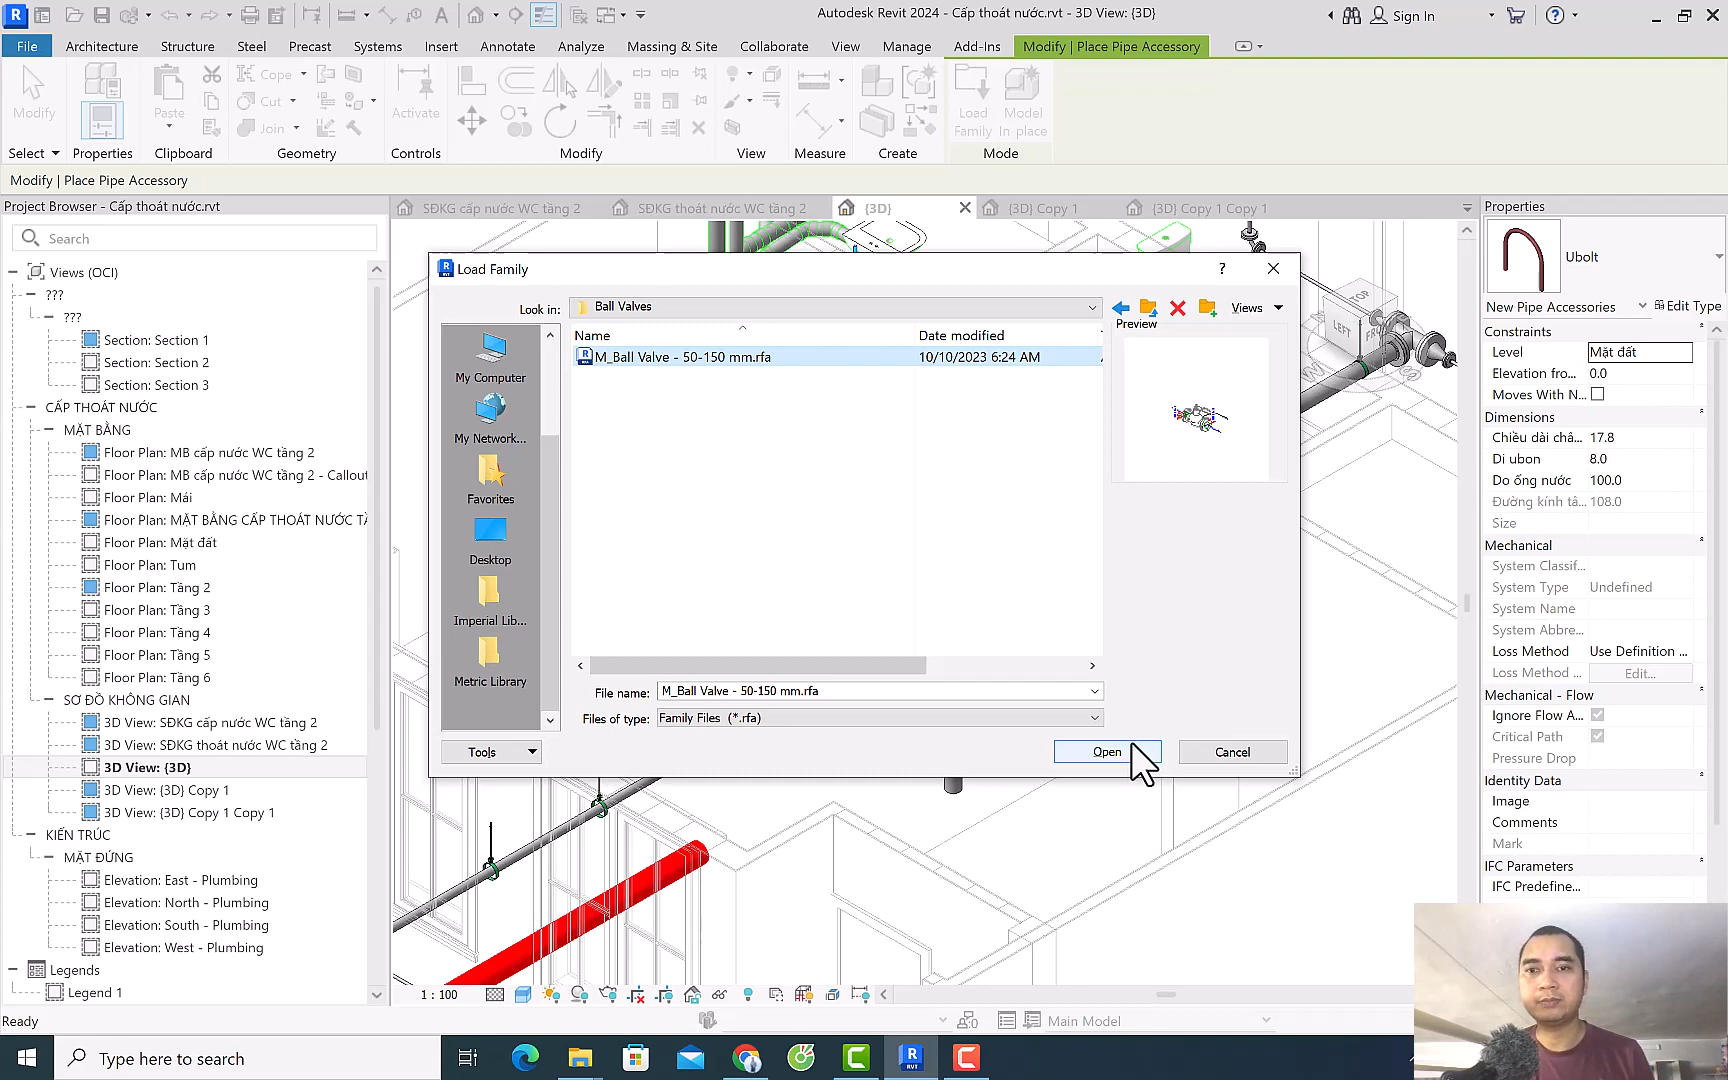 Autodesk Revit 2024 - Cấp thoát nước.rvt - 3D View: {3D}
Sign In
File
Architecture
Structure
Steel
Precast
Systems
Insert
Annotate
Analyze
Massing & Site
Collaborate
View
Manage
Add-Ins
Modify | Place Pipe Accessory
Modify
Paste
Cope
Cut
Join
Activate
Load Family
Model In-place
Select
Properties
Clipboard
Geometry
Controls
Modify
View
Measure
Create
Mode
Modify | Place Pipe Accessory
Project Browser - Cấp thoát nước.rvt
Search
Views (OCI)
???
???
Section: Section 1
Section: Section 2
Section: Section 3
CẤP THOÁT NƯỚC
MẶT BẰNG
Floor Plan: MB cấp nước WC tầng 2
Floor Plan: MB cấp nước WC tầng 2 - Callout
Floor Plan: Mái
Floor Plan: MẶT BẰNG CẤP THOÁT NƯỚC TẦ
Floor Plan: Mặt đất
Floor Plan: Tum
Floor Plan: Tầng 2
Floor Plan: Tầng 3
Floor Plan: Tầng 4
Floor Plan: Tầng 5
Floor Plan: Tầng 6
SƠ ĐỒ KHÔNG GIAN
3D View: SĐKG cấp nước WC tầng 2
3D View: SĐKG thoát nước WC tầng 2
3D View: {3D}
3D View: {3D} Copy 1
3D View: {3D} Copy 1 Copy 1
KIẾN TRÚC
MẶT ĐỨNG
Elevation: East - Plumbing
Elevation: North - Plumbing
Elevation: South - Plumbing
Elevation: West - Plumbing
Legends
Legend 1
SĐKG cấp nước WC tầng 2
SĐKG thoát nước WC tầng 2
{3D}
{3D} Copy 1
{3D} Copy 1 Copy 1
TOP
LEFT
S
Load Family
Look in:
Ball Valves
Views
Name
Date modified
Preview
M_Ball Valve - 50-150 mm.rfa
10/10/2023 6:24 AM
My Computer
My Network...
Favorites
Desktop
Imperial Lib...
Metric Library
File name:
M_Ball Valve - 50-150 mm.rfa
Files of type:
Family Files (*.rfa)
Tools
Open
Cancel
Properties
Ubolt
New Pipe Accessories
Edit Type
Constraints
Level
Mặt đất
Elevation fro...
0.0
Moves With N...
Dimensions
Chiều dài châ...
17.8
Di ubon
8.0
Do ống nước
100.0
Đường kính tâ...
108.0
Size
Mechanical
System Classif...
System Type
Undefined
System Name
System Abbre...
Loss Method
Use Definition ...
Loss Method ...
Edit...
Mechanical - Flow
Ignore Flow A...
Critical Path
Pressure Drop
Identity Data
Image
Comments
Mark
IFC Parameters
IFC Predefine...
1 : 100
Ready
Main Model
Type here to search